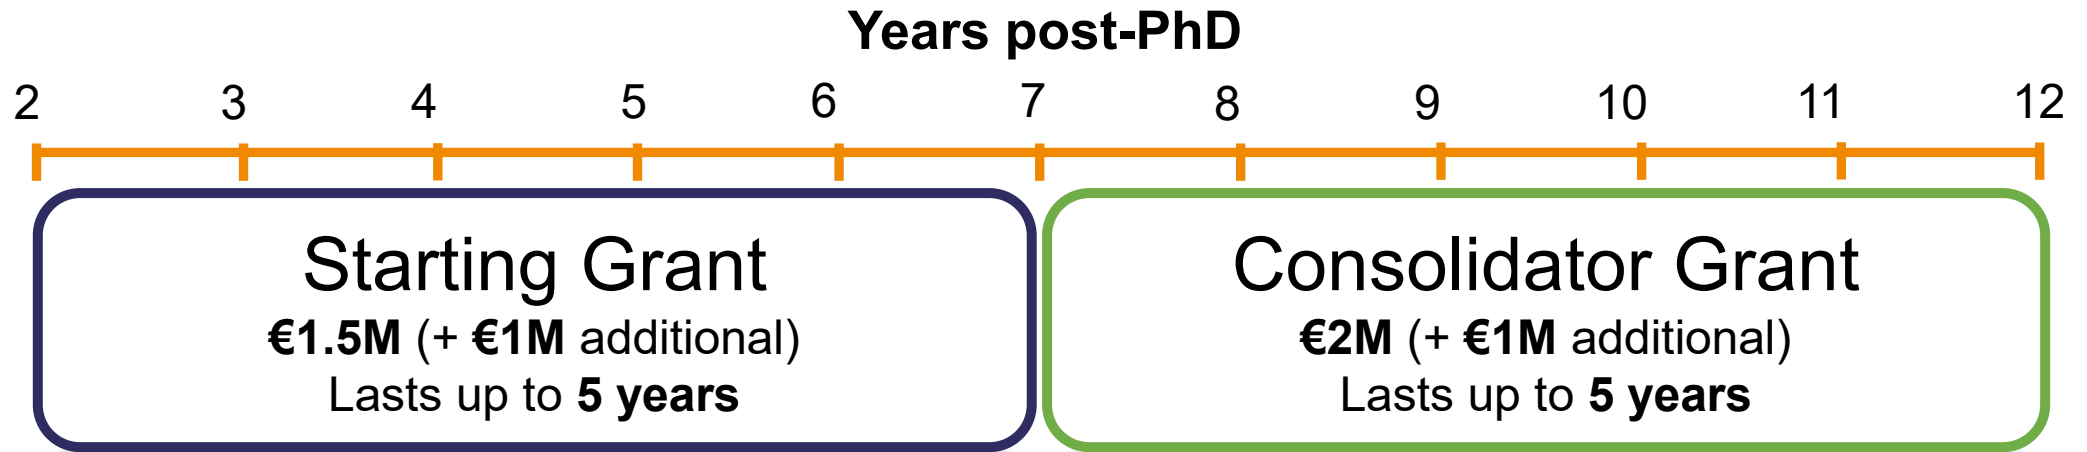 Years post-PhD
2 3 4 5 6 7 8 9 10 11 12
Starting Grant
€1.5M (+ €1M additional)
Lasts up to 5 years
Consolidator Grant
€2M (+ €1M additional)
Lasts up to 5 years